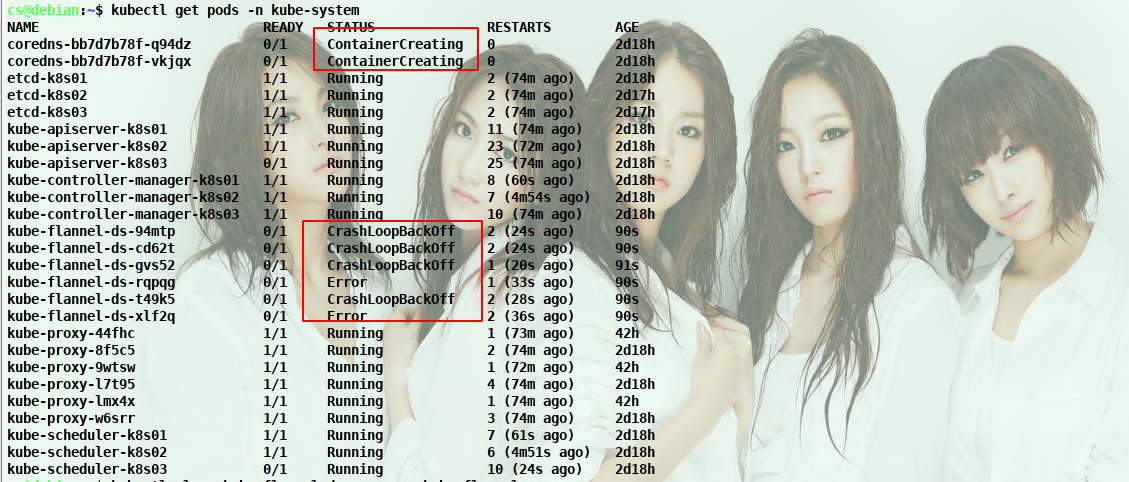 cs@debian:~$ kubectl get pods -n kube-system
NAME READY STATUS RESTARTS AGE
coredns-bb7d7b78f-q94dz 0/1 ContainerCreating 0 2d18h
coredns-bb7d7b78f-vkjqx 0/1 ContainerCreating 0 2d18h
etcd-k8s01 1/1 Running 2 (74m ago) 2d17h
etcd-k8s02 1/1 Running 2 (74m ago) 2d17h
etcd-k8s03 1/1 Running 2 (74m ago) 2d17h
kube-apiserver-k8s01 1/1 Running 11 (74m ago) 2d18h
kube-apiserver-k8s02 1/1 Running 23 (72m ago) 2d18h
kube-apiserver-k8s03 0/1 Running 25 (74m ago) 2d18h
kube-controller-manager-k8s01 1/1 Running 8 (60s ago) 2d18h
kube-controller-manager-k8s02 1/1 Running 7 (4m54s ago) 2d18h
kube-controller-manager-k8s03 1/1 Running 10 (74m ago) 2d18h
kube-flannel-ds-94mtp 0/1 CrashLoopBackOff 2 (24s ago) 90s
kube-flannel-ds-cd62t 0/1 CrashLoopBackOff 2 (24s ago) 90s
kube-flannel-ds-gvs52 0/1 CrashLoopBackOff 1 (20s ago) 91s
kube-flannel-ds-rqpqg 0/1 Error 1 (33s ago) 90s
kube-flannel-ds-t49k5 0/1 CrashLoopBackOff 2 (28s ago) 90s
kube-flannel-ds-xlf2q 0/1 Error 2 (36s ago) 90s
kube-proxy-44fhc 1/1 Running 1 (73m ago) 42h
kube-proxy-8f5c5 1/1 Running 2 (74m ago) 2d18h
kube-proxy-9wtsw 1/1 Running 1 (72m ago) 42h
kube-proxy-l7t95 1/1 Running 4 (74m ago) 2d18h
kube-proxy-lmx4x 1/1 Running 1 (74m ago) 42h
kube-proxy-w6srr 1/1 Running 3 (74m ago) 2d18h
kube-scheduler-k8s01 1/1 Running 7 (61s ago) 2d18h
kube-scheduler-k8s02 1/1 Running 6 (4m51s ago) 2d18h
kube-scheduler-k8s03 0/1 Running 10 (24s ago) 2d18h